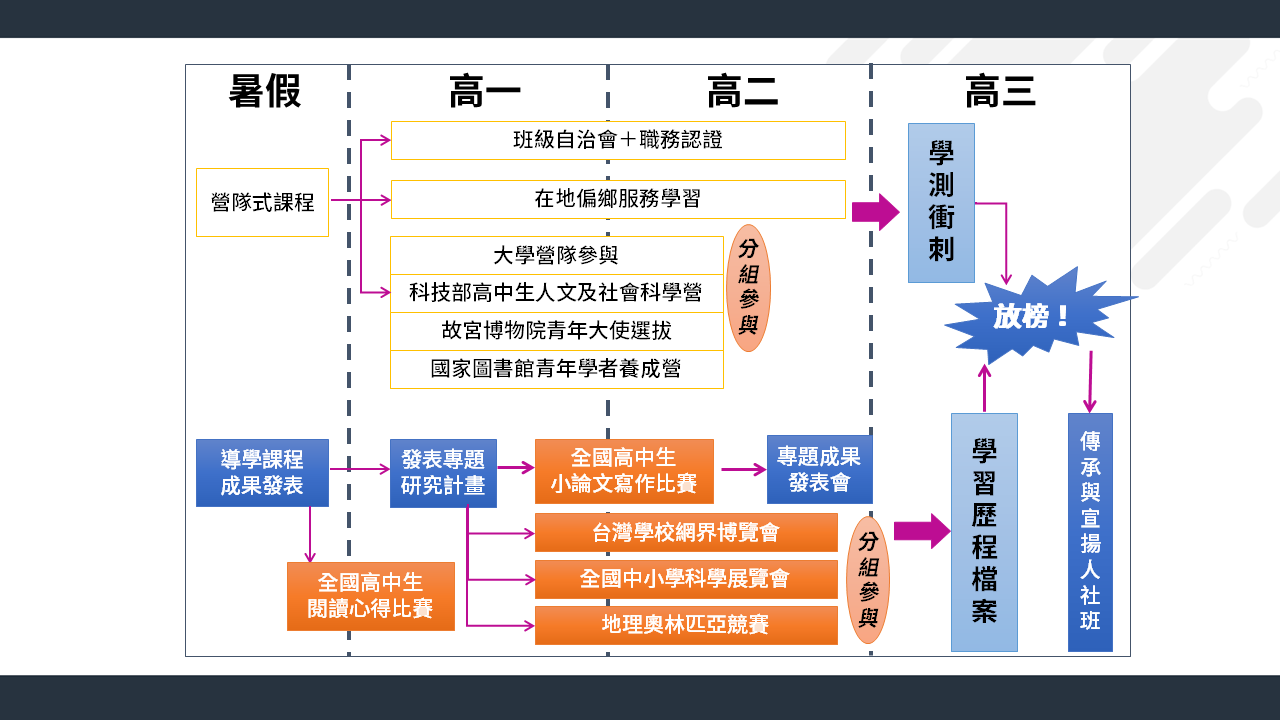 暑假
高一
高二
高三
營隊式課程
班級自治會＋職務認證
在地偏鄉服務學習
大學營隊參與
科技部高中生人文及社會科學營
故宮博物院青年大使選拔
國家圖書館青年學者養成營
分組參與
學測衝刺
放榜！
導學課程
成果發表
發表專題
研究計畫
全國高中生
小論文寫作比賽
專題成果
發表會
全國高中生
閱讀心得比賽
台灣學校網界博覽會
全國中小學科學展覽會
地理奧林匹亞競賽
分組參與
學習歷程檔案
傳承與宣揚人社班